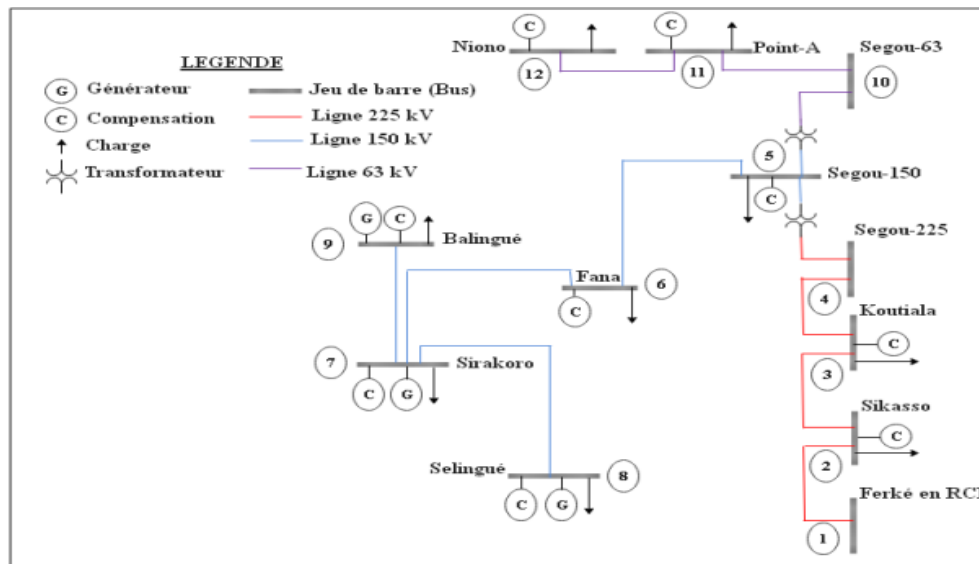 LEGENDE
G Générateur
C Compensation
Charge
Transformateur
Jeu de barre (Bus)
Ligne 225 kV
Ligne 150 kV
Ligne 63 kV
C
Niono
12
C
Point-A
11
Segou-63
10
5
Segou-150
C
Segou-225
4
G C
9
Balingué
Fana
6
C
Koutiala
C
3
7
Sirakoro
C G
Sikasso
C
2
Selingué
8
C G
Ferké en RCI
1